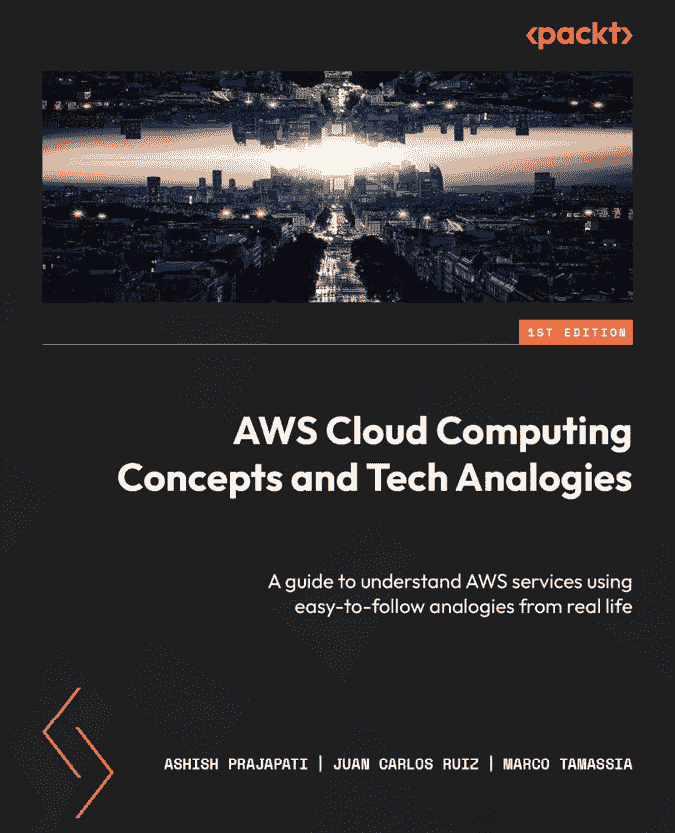 <packt>
1ST EDITION
AWS Cloud Computing
Concepts and Tech Analogies
A guide to understand AWS services using
easy-to-follow analogies from real life
ASHISH PRAJAPATI | JUAN CARLOS RUIZ | MARCO TAMASSIA